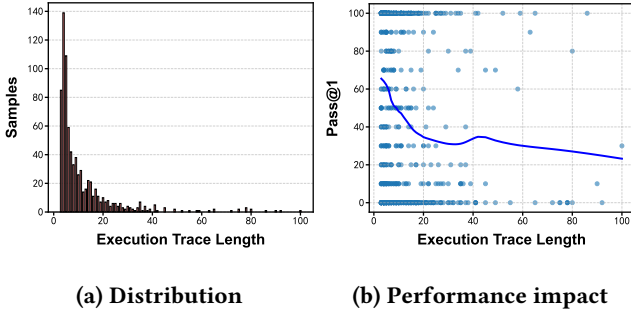 140
120
100
80
60
40
20
0
Samples
0 20 40 60 80 100
Execution Trace Length
(a) Distribution
100
80
60
40
20
0
Pass@1
0 20 40 60 80 100
Execution Trace Length
(b) Performance impact